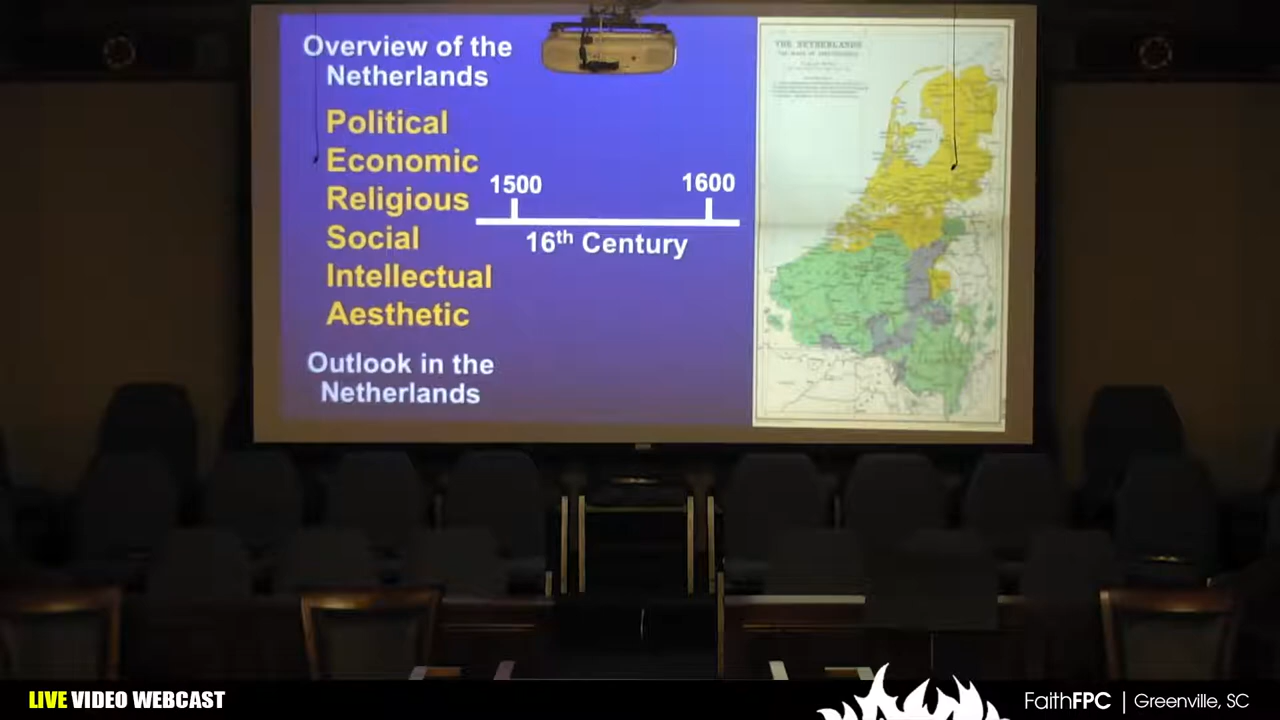 Overview of the
Netherlands
Political
Economic
Religious
Social
Intellectual
Aesthetic
1500
1600
16th Century
Outlook in the
Netherlands
THE NETHERLANDS
LIVE VIDEO WEBCAST
FaithFPC | Greenville, SC